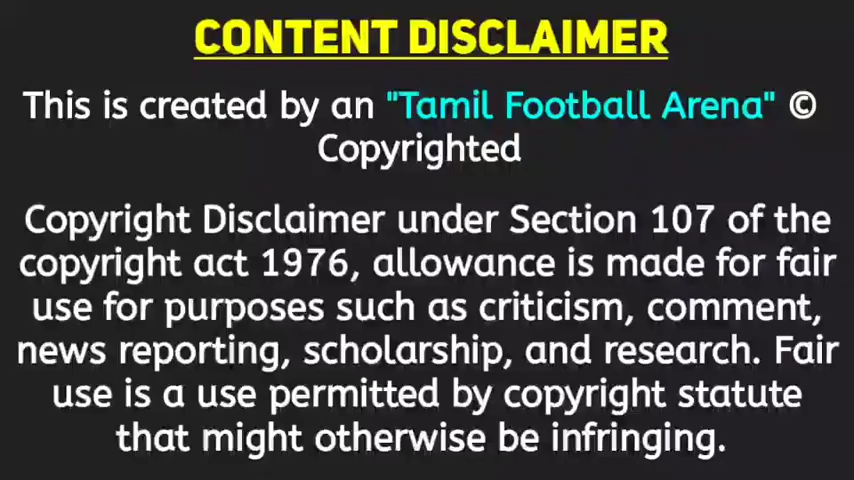 CONTENT DISCLAIMER
This is created by an "Tamil Football Arena" ©
Copyrighted
Copyright Disclaimer under Section 107 of the
copyright act 1976, allowance is made for fair
use for purposes such as criticism, comment,
news reporting, scholarship, and research. Fair
use is a use permitted by copyright statute
that might otherwise be infringing.